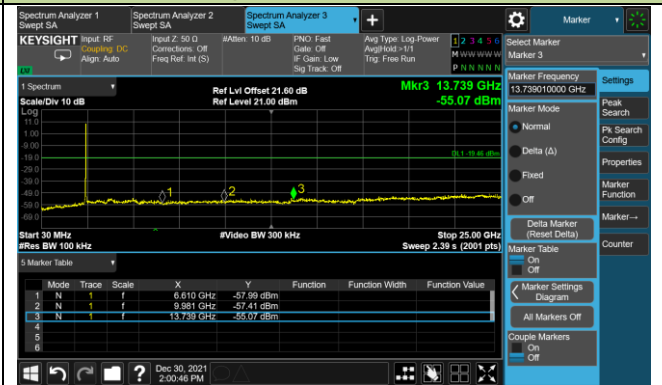 Spectrum Analyzer 1
Swept SA
Spectrum Analyzer 2
Swept SA
Spectrum Analyzer 3
Swept SA
+
Marker
KEYSIGHT
Input: RF
Coupling: DC
Align: Auto
Input Z: 50 Ω
Corrections: Off
Freq Ref: Int (S)
#Atten: 10 dB
PNO: Fast
Gate: Off
IF Gain: Low
Sig Track: Off
Avg Type: Log-Power
Avg|Hold:>1/1
Trig: Free Run
1 2 3 4 5 6
M W W W W W
P N N N N N
Select Marker
Marker 3
1 Spectrum
Scale/Div 10 dB
Ref Lvl Offset 21.60 dB
Ref Level 21.00 dBm
Mkr3 13.739 GHz
-55.07 dBm
Log
11.0
1.00
-9.00
-19.0
-29.0
-39.0
-49.0
-59.0
-69.0
DL1 -19.46 dBm
1
2
3
Start 30 MHz
#Res BW 100 kHz
#Video BW 300 kHz
Stop 25.00 GHz
Sweep 2.39 s (2001 pts)
5 Marker Table
Mode Trace Scale X Y Function Function Width Function Value
1 N 1 f 6.610 GHz -57.99 dBm
2 N 1 f 9.981 GHz -57.41 dBm
3 N 1 f 13.739 GHz -55.07 dBm
4
5
6
Marker Frequency
13.739010000 GHz
Marker Mode
Normal
Delta (Δ)
Fixed
Off
Delta Marker
(Reset Delta)
Marker Table
On
Off
Marker Settings
Diagram
All Markers Off
Couple Markers
On
Off
Settings
Peak
Search
Pk Search
Config
Properties
Marker
Function
Marker→
Counter
?
Dec 30, 2021
2:00:46 PM